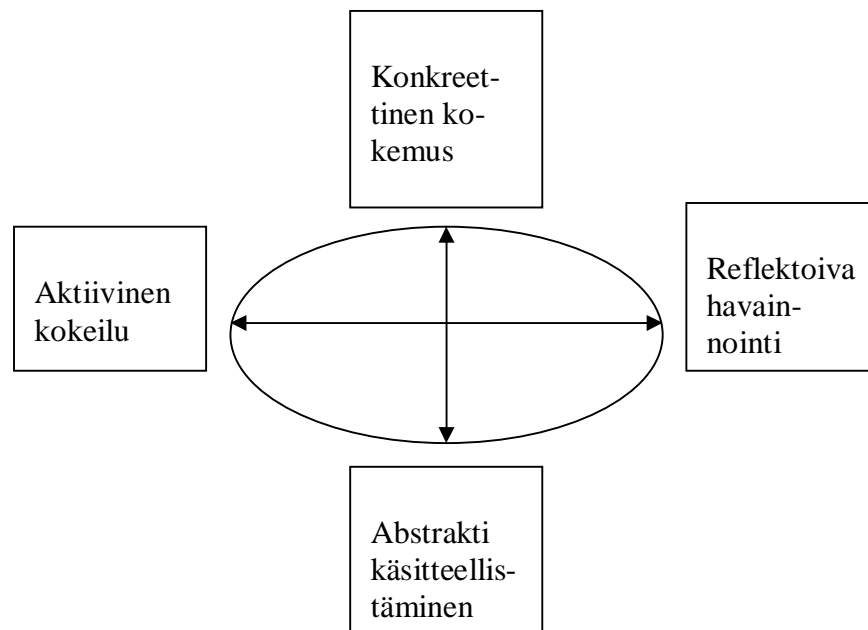 Konkreet-
tinen ko-
kemus
Aktiivinen
kokeilu
Reflektoiva
havain-
nointi
Abstrakti
käsitteellis-
täminen